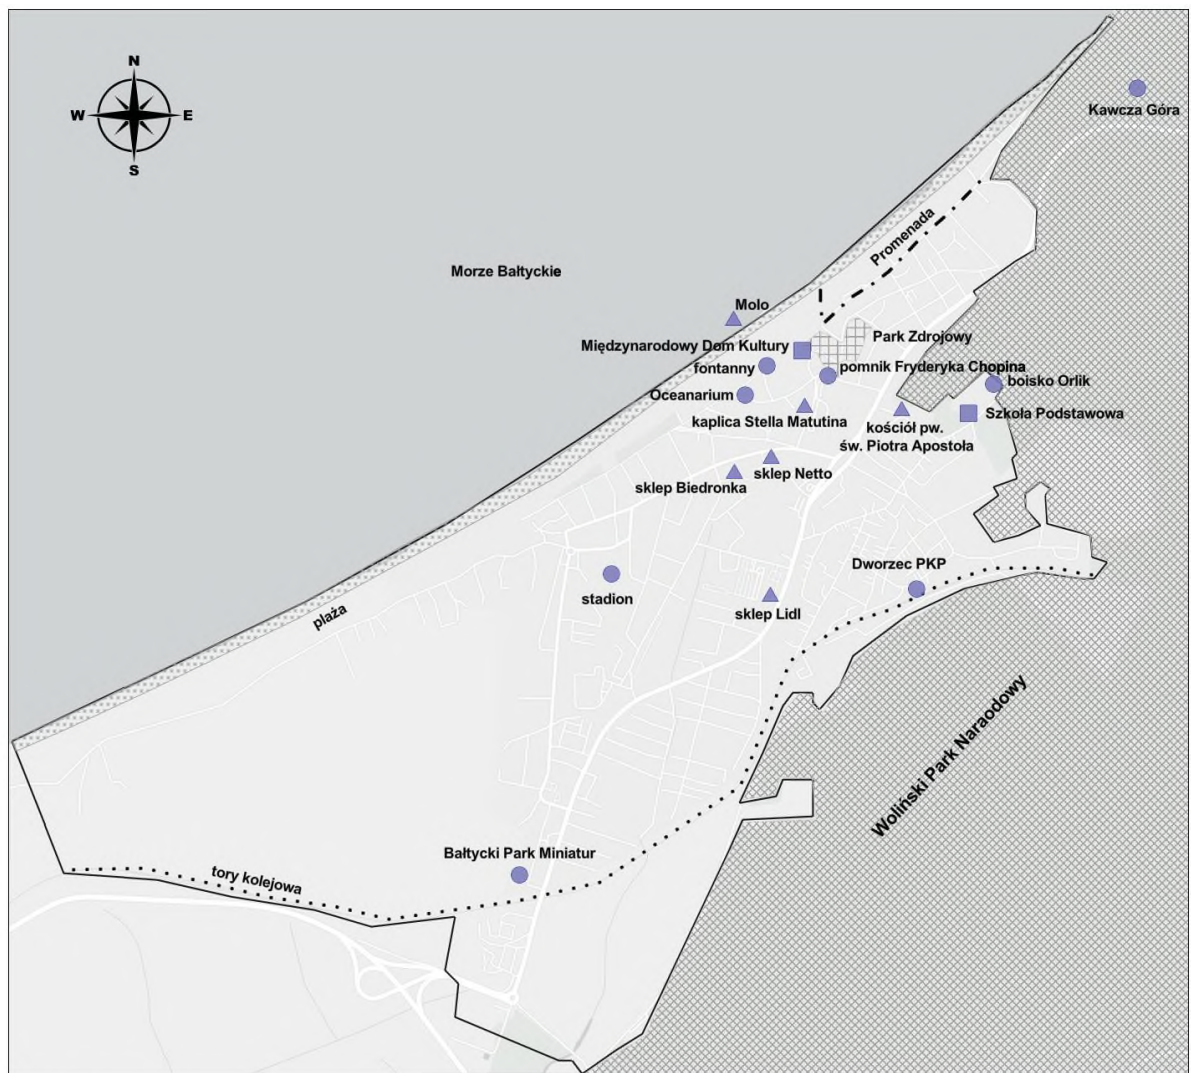 N
W E
S
Kawcza Góra
Promenada
Morze Bałtyckie
Molo
Międzynarodowy Dom Kultury
Park Zdrojowy
fontanny
pomnik Fryderyka Chopina
boisko Orlik
Oceanarium
Szkoła Podstawowa
kaplica Stella Matutina
kościół pw.
św. Piotra Apostoła
sklep Netto
sklep Biedronka
Dworzec PKP
stadion
sklep Lidl
plaża
Woliński Park Naraodowy
Bałtycki Park Miniatur
tory kolejowa